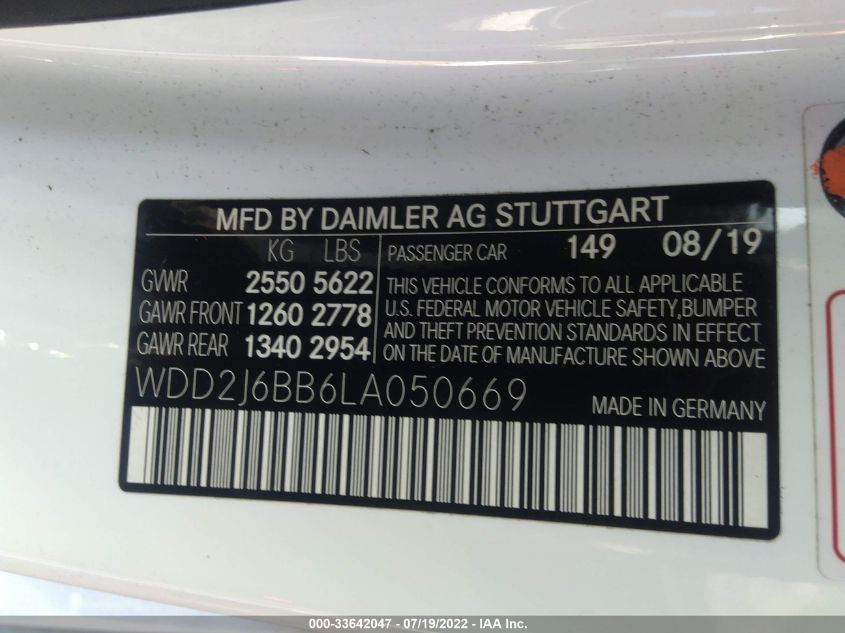 MFD BY DAIMLER AG STUTTGART
KG LBS
GVWR 2550 5622
GAWR FRONT 1260 2778
GAWR REAR 1340 2954
PASSENGER CAR 149 08/19
THIS VEHICLE CONFORMS TO ALL APPLICABLE
U.S. FEDERAL MOTOR VEHICLE SAFETY,BUMPER
AND THEFT PREVENTION STANDARDS IN EFFECT
ON THE DATE OF MANUFACTURE SHOWN ABOVE
WDD2J6BB6LA050669
MADE IN GERMANY
000-33642047 - 07/19/2022 - IAA Inc.